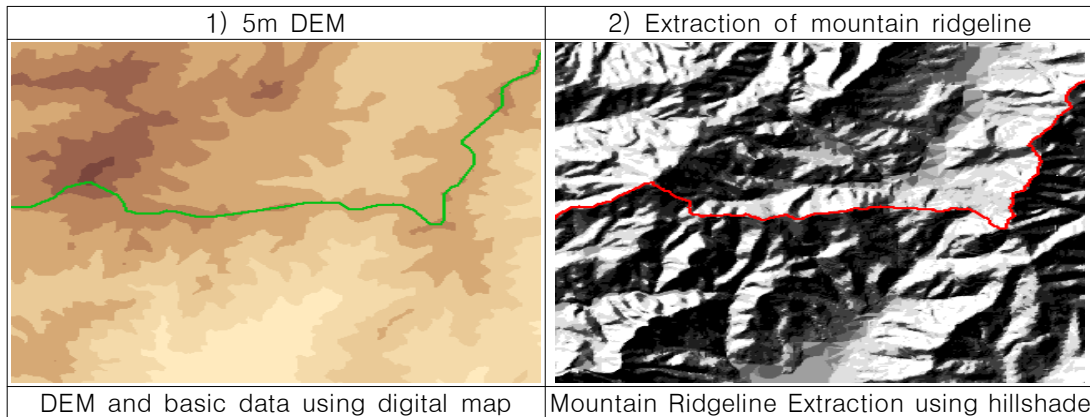 1) 5m DEM
2) Extraction of mountain ridgeline
DEM and basic data using digital map
Mountain Ridgeline Extraction using hillshade